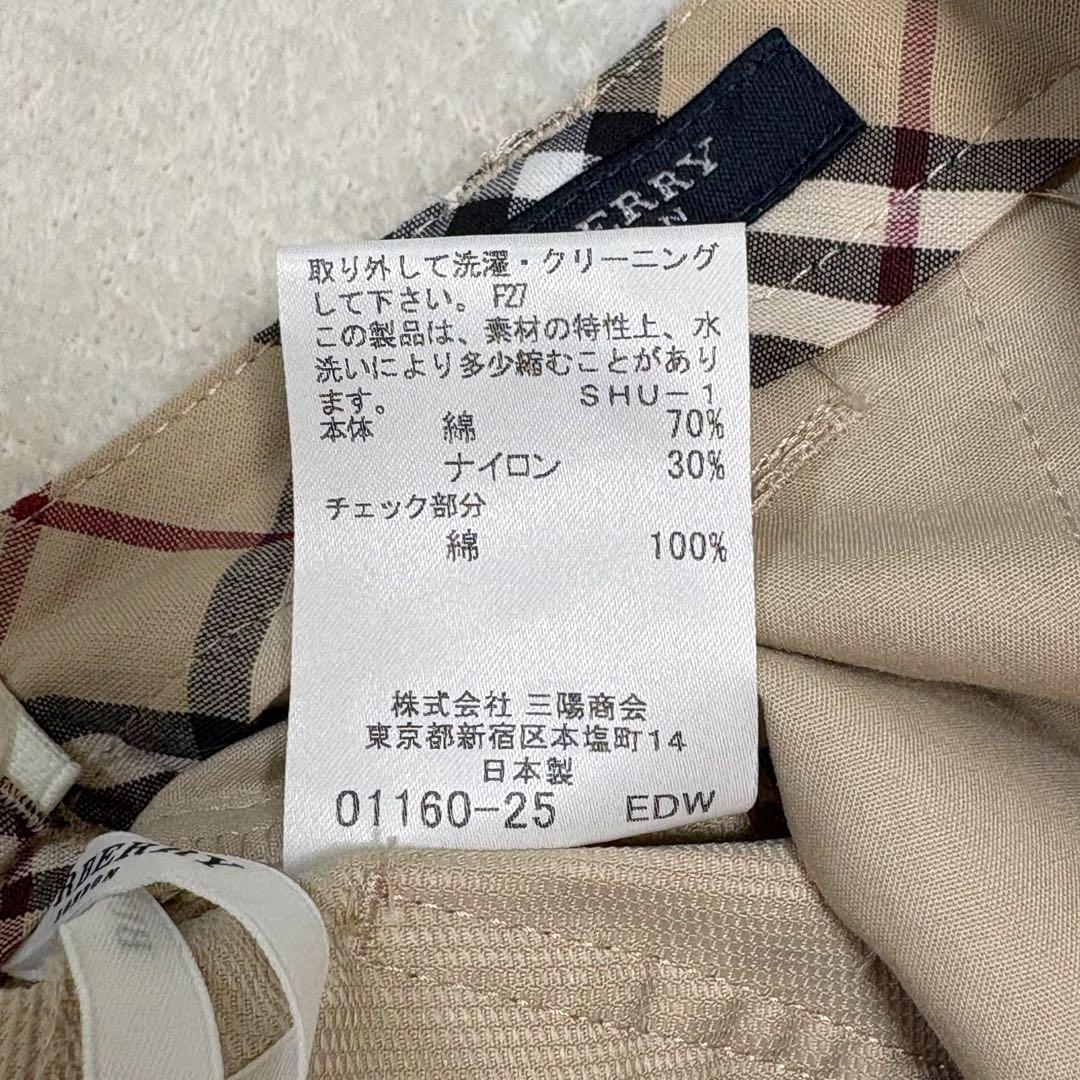 ERRY
取り外して洗濯・クリーニング
して下さい。 F27
この製品は、素材の特性上、水
洗いにより多少縮むことがあり
ます。 SHU-1
本体 綿 70%
ナイロン 30%
チェック部分
綿 100%
株式会社 三陽商会
東京都新宿区本塩町14
日本製
01160-25 EDW
RBERRY
LONDON